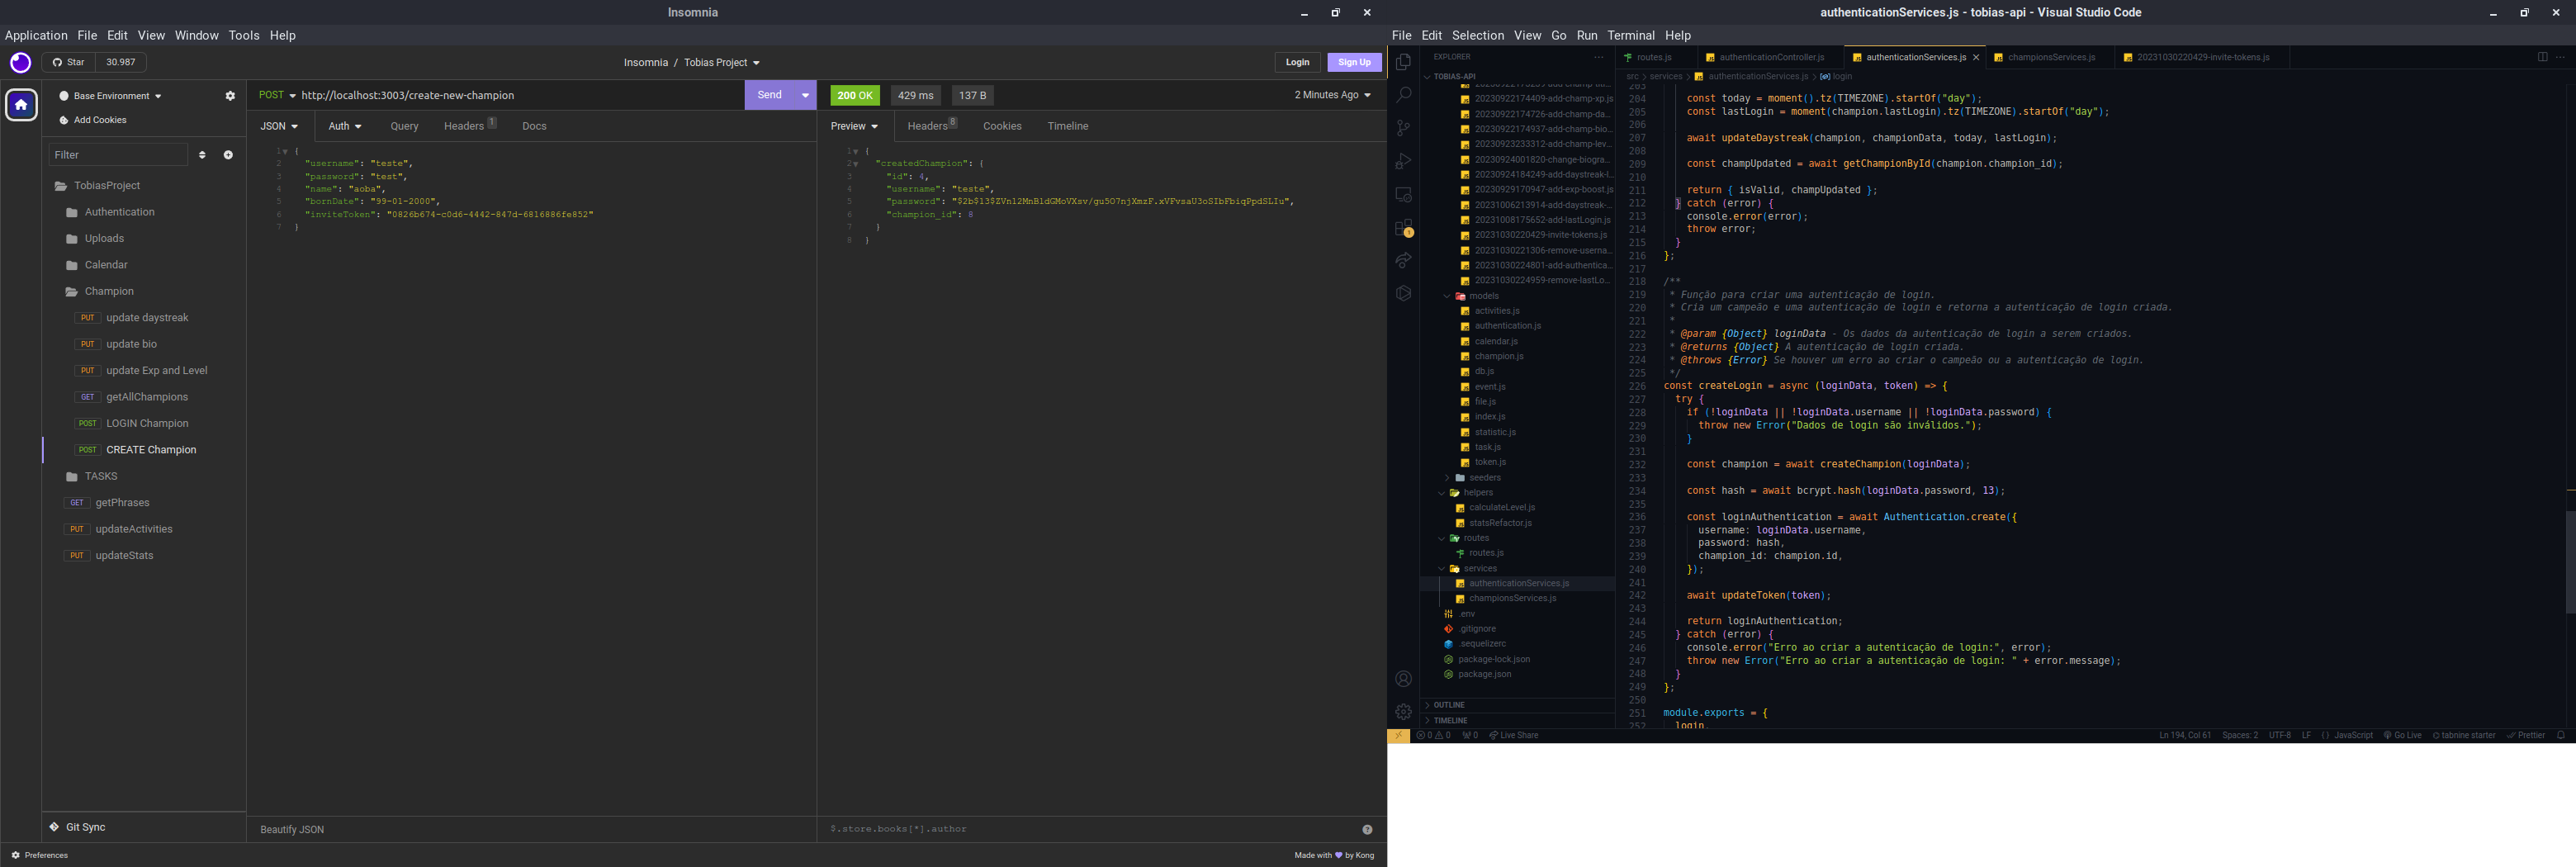 Insomnia
Application File Edit View Window Tools Help
Star 30.987
Insomnia / Tobias Project
Login Sign Up
Base Environment
Add Cookies
Filter
TobiasProject
Authentication
Uploads
Calendar
Champion
PUT update daystreak
PUT update bio
PUT update Exp and Level
GET getAllChampions
POST LOGIN Champion
POST CREATE Champion
TASKS
GET getPhrases
PUT updateActivities
PUT updateStats
Git Sync
Preferences
POST http://localhost:3003/create-new-champion Send
JSON Auth Query Headers 1 Docs
1 {
2 "username": "teste",
3 "password": "test",
4 "name": "aoba",
5 "bornDate": "99-01-2000",
6 "inviteToken": "0826b674-c0d6-4442-847d-6816886fe852"
7 }
Beautify JSON
200 OK 429 ms 137 B 2 Minutes Ago
Preview Headers 8 Cookies Timeline
1 {
2 "createdChampion": {
3 "id": 4,
4 "username": "teste",
5 "password":
6 "champion_id": 8
7 }
8 }
$.store.books[*].author
Made with by Kong
authenticationServices.js - tobias-api - Visual Studio Code
File Edit Selection View Go Run Terminal Help
EXPLORER
TOBIAS-API
20230922174409-add-champ-xp.js
20230922174726-add-champ-da...
20230922174937-add-champ-bio...
20230923233312-add-champ-lev...
20230924001820-change-biogra...
20230924184249-add-daystreak-l...
20230929170947-add-exp-boost.js
20231006213914-add-daystreak-...
20231008175652-add-lastLogin.js
20231030220429-invite-tokens.js
20231030221306-remove-userna...
20231030224801-add-authentica...
20231030224959-remove-lastLo...
models
activities.js
authentication.js
calendar.js
champion.js
db.js
event.js
file.js
index.js
statistic.js
task.js
token.js
seeders
helpers
calculateLevel.js
statsRefactor.js
routes
routes.js
services
authenticationServices.js
championsServices.js
.env
.gitignore
.sequelizerc
package-lock.json
package.json
OUTLINE
TIMELINE
routes.js authenticationController.js authenticationServices.js championsServices.js 20231030220429-invite-tokens.js
src > services > authenticationServices.js > login
203
204 const today = moment().tz(TIMEZONE).startOf("day");
205 const lastLogin = moment(champion.lastLogin).tz(TIMEZONE).startOf("day");
206
207 await updateDaystreak(champion, championData, today, lastLogin);
208
209 const champUpdated = await getChampionById(champion.champion_id);
210
211 return { isValid, champUpdated };
212 } catch (error) {
213 console.error(error);
214 throw error;
215 }
216 };
217
218 /**
219 * Função para criar uma autenticação de login.
220 * Cria um campeão e uma autenticação de login e retorna a autenticação de login criada.
221 *
222 * @param {Object} loginData - Os dados da autenticação de login a serem criados.
223 * @returns {Object} A autenticação de login criada.
224 * @throws {Error} Se houver um erro ao criar o campeão ou a autenticação de login.
225 */
226 const createLogin = async (loginData, token) => {
227 try {
228 if (!loginData || !loginData.username || !loginData.password) {
229 throw new Error("Dados de login são inválidos.");
230 }
231
232 const champion = await createChampion(loginData);
233
234 const hash = await bcrypt.hash(loginData.password, 13);
235
236 const loginAuthentication = await Authentication.create({
237 username: loginData.username,
238 password: hash,
239 champion_id: champion.id,
240 });
241
242 await updateToken(token);
243
244 return loginAuthentication;
245 } catch (error) {
246 console.error("Erro ao criar a autenticação de login:", error);
247 throw new Error("Erro ao criar a autenticação de login: " + error.message);
248 }
249 };
250
251 module.exports = {
252 login,
0 0 0 Live Share
Ln 194, Col 61 Spaces: 2 UTF-8 LF {} JavaScript Go Live tabnine starter Prettier